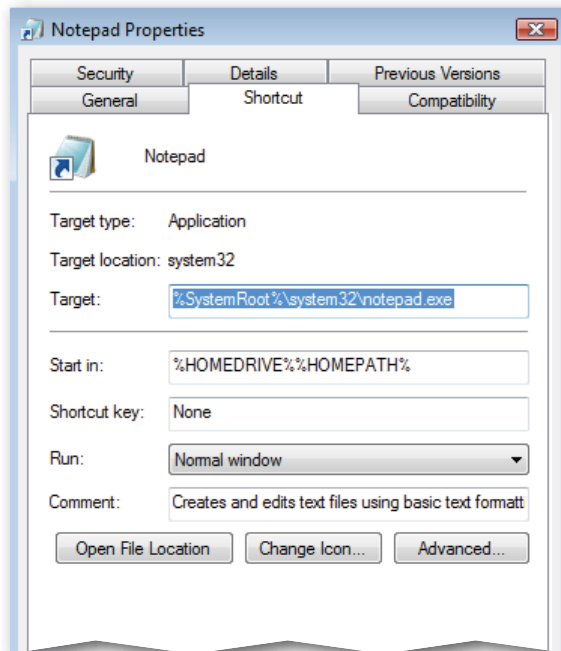 Notepad Properties
Security Details Previous Versions
General Shortcut Compatibility
Notepad
Target type: Application
Target location: system32
Target: %SystemRoot%\system32\notepad.exe
Start in: %HOMEDRIVE%%HOMEPATH%
Shortcut key: None
Run: Normal window
Comment: Creates and edits text files using basic text formatt
Open File Location Change Icon... Advanced...